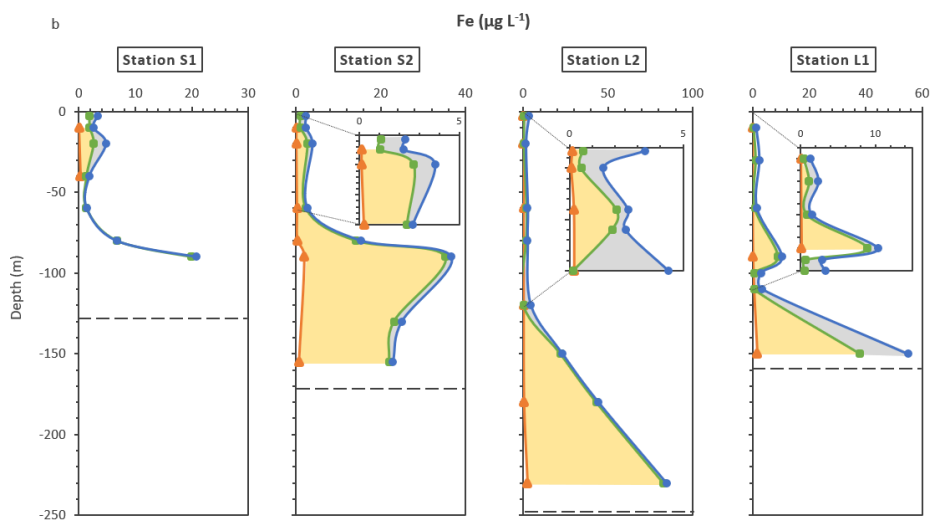 b
Fe (µg L⁻¹)
Station S1
Station S2
Station L2
Station L1
0 10 20 30
0 20 40
0 50 100
0 20 40 60
0 5
0 5
0 10
Depth (m)
0
-50
-100
-150
-200
-250